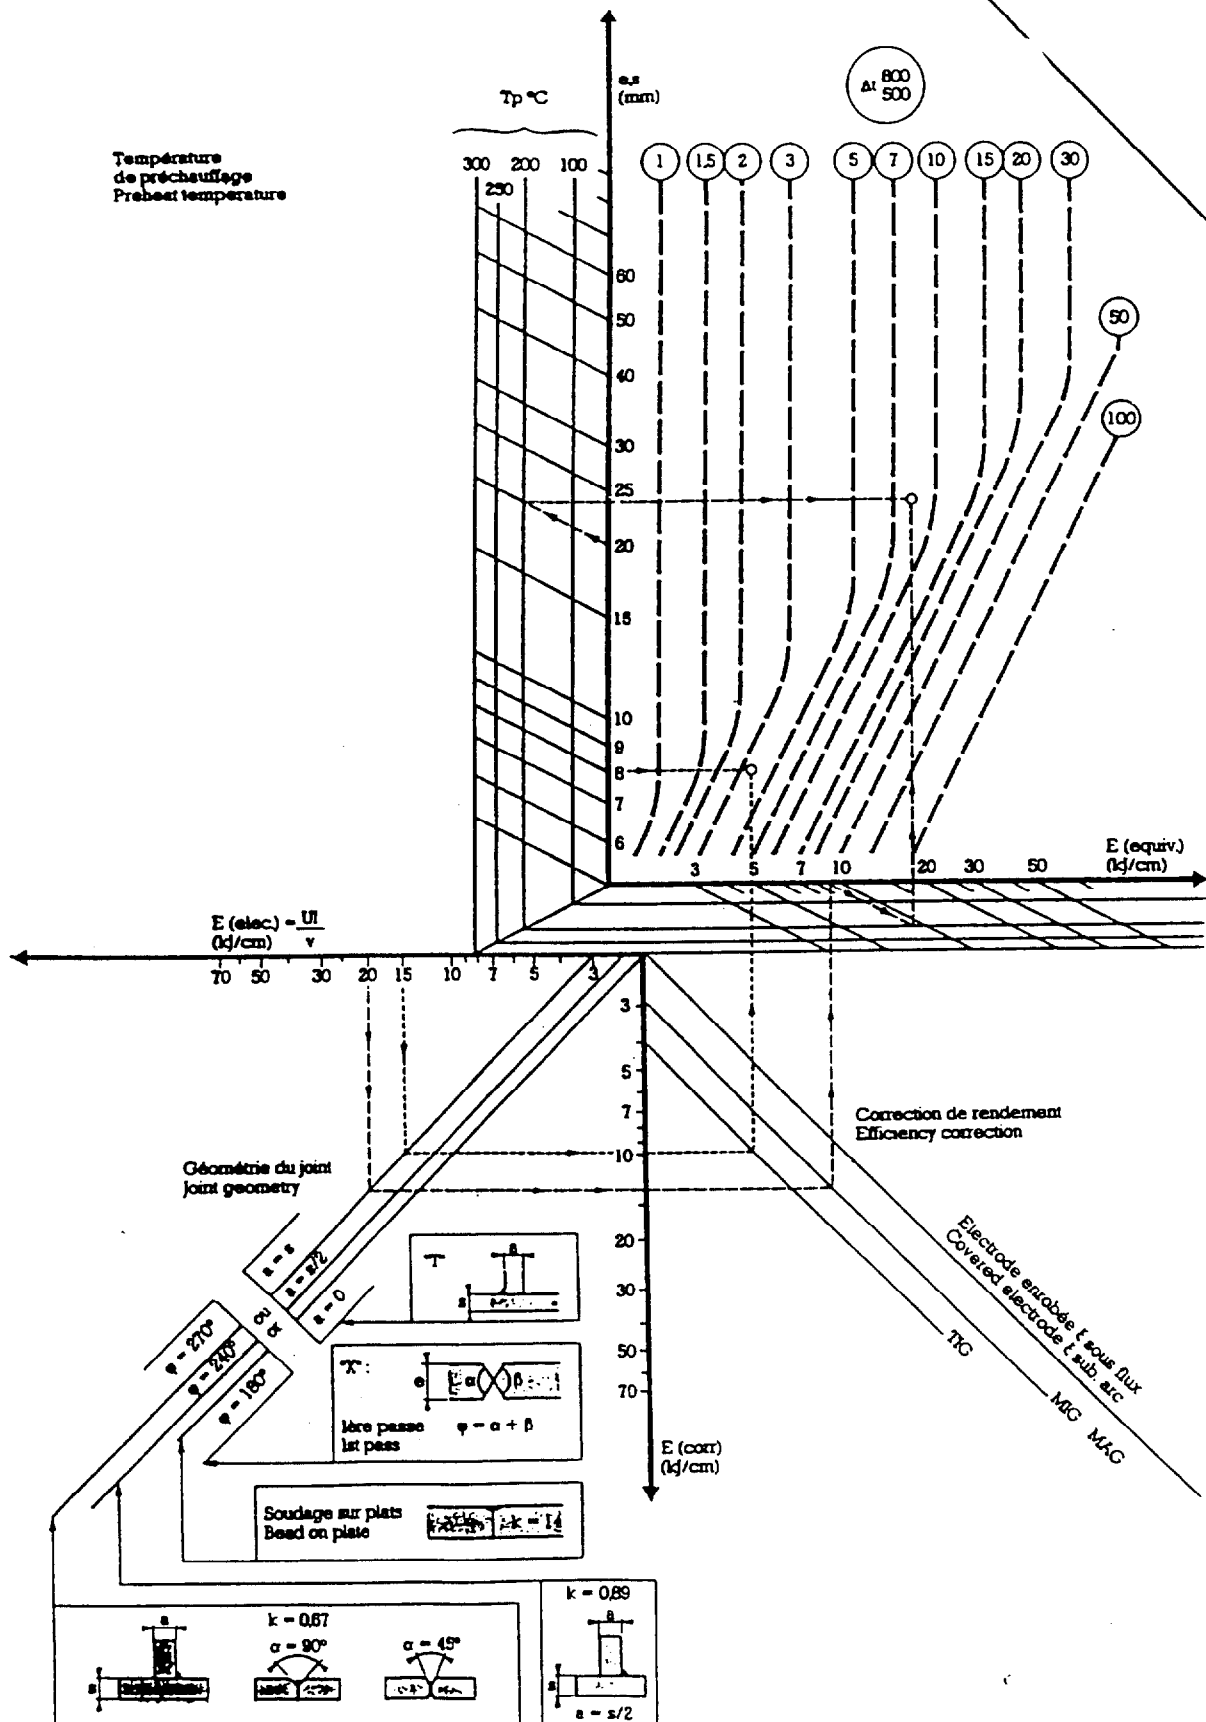 Δt 800
500
e,s
(mm)
Tp °C
Température
de préchauffage
Preheat temperature
300 200 100
250
1 1,5 2 3 5 7 10 15 20 30
50
100
60
50
40
30
25
20
15
10
9
8
7
6
E (equiv.)
(kJ/cm)
3 5 7 10 20 30 50
E (elec.) = UI
v
(kJ/cm)
70 50 30 20 15 10 7 5 3
3
5
7
10
20
30
50
70
E (corr)
(kJ/cm)
Correction de rendement
Efficiency correction
Géométrie du joint
Joint geometry
Electrode enrobée & sous flux
Covered electrode & sub. arc
TIG
MIG MAG
a = s
a = s/2
a = 0
ou
or
φ = 270°
φ = 240°
φ = 180°
"T"
a
s
"X" :
e α β
1ère passe φ = α + β
1st pass
Soudage sur plats
Bead on plate
k = 0,67
a
α = 90° α = 45°
s
k = 0,89
a
s
a = s/2